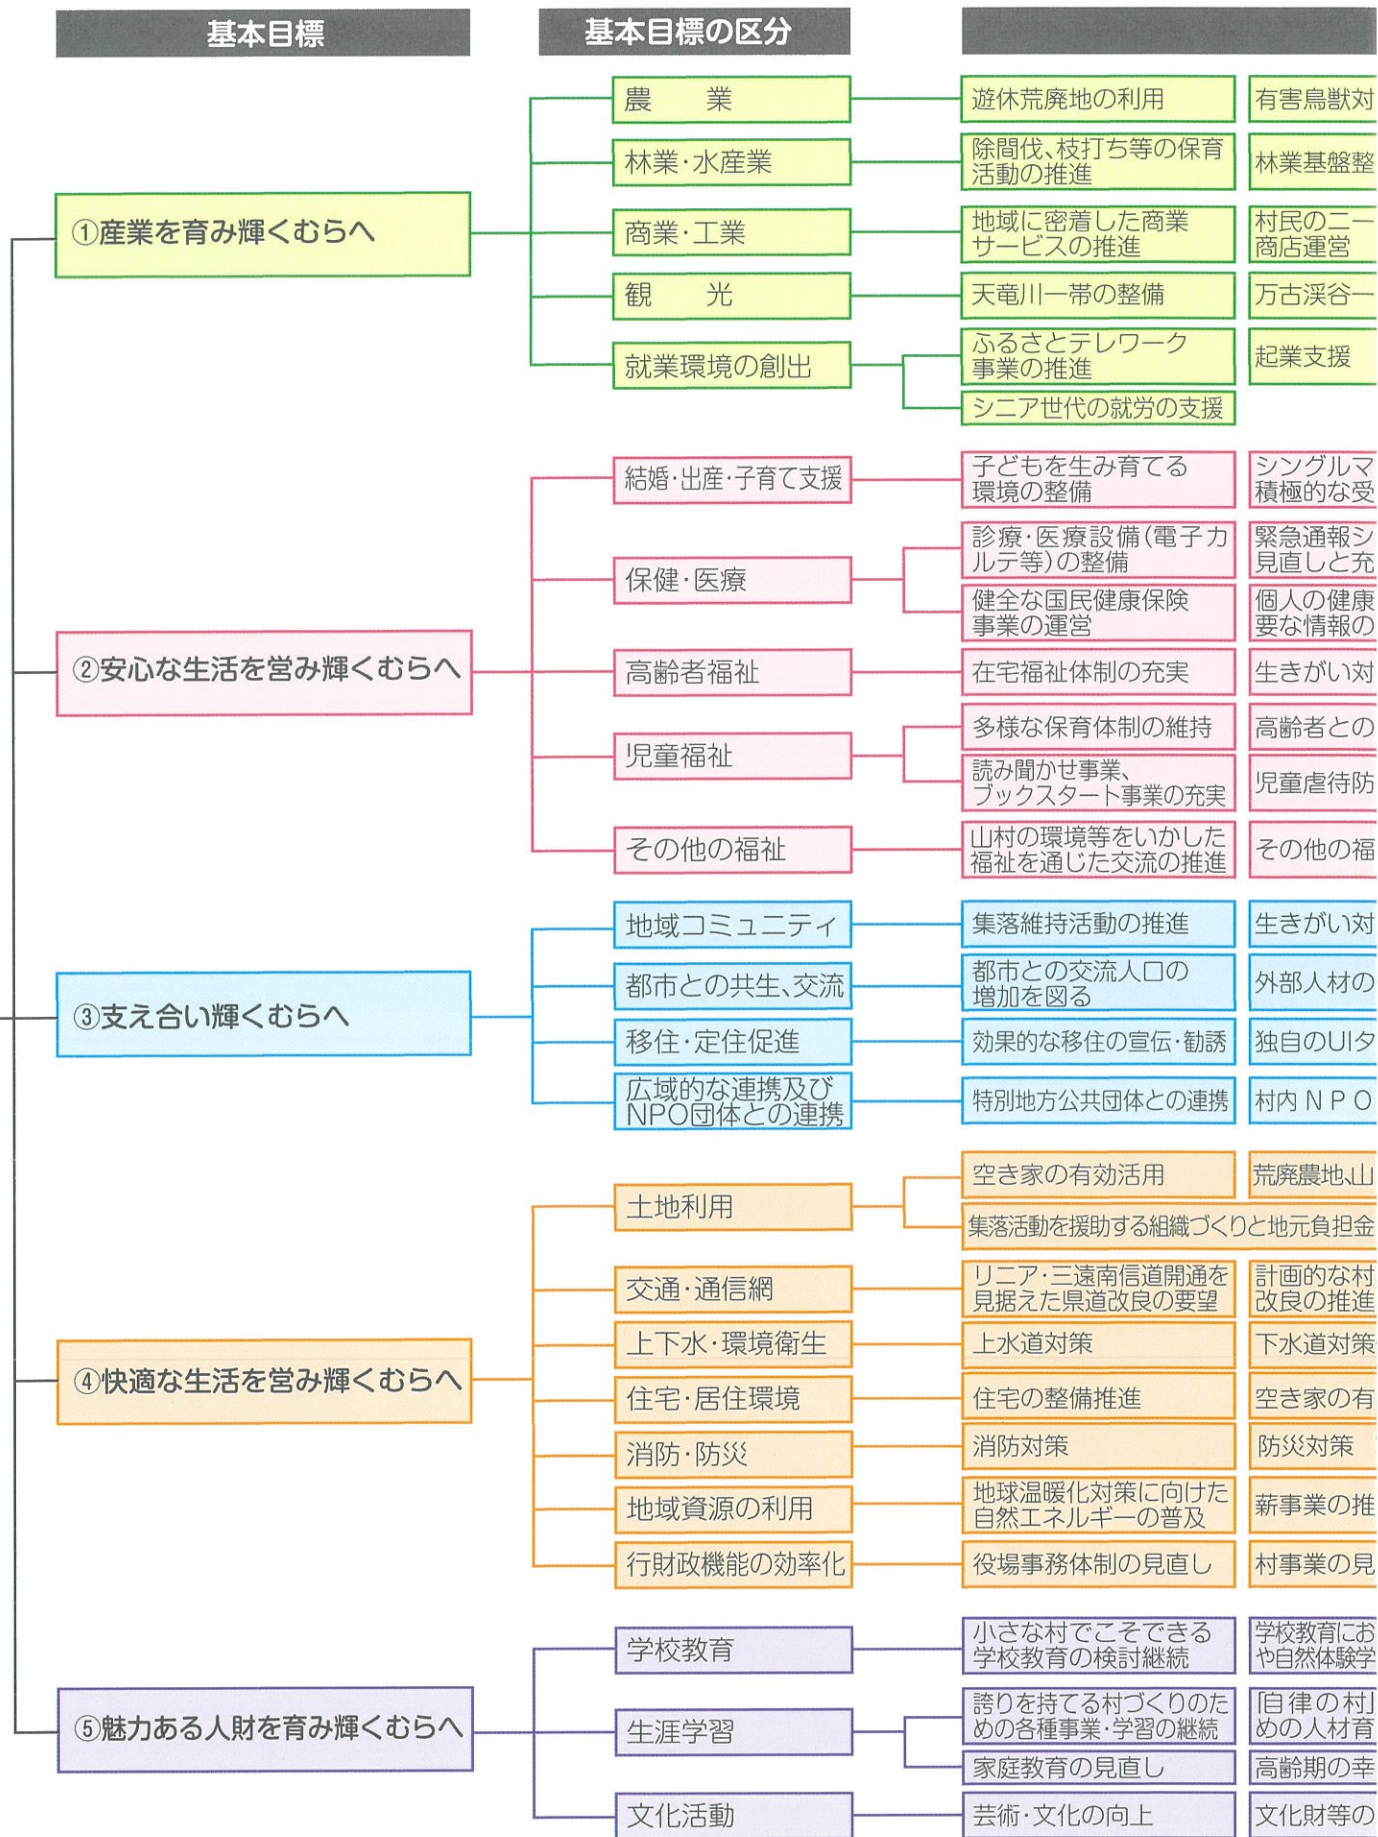 基本目標
基本目標の区分
①産業を育み輝くむらへ
農 業
遊休荒廃地の利用
有害鳥獣対
林業・水産業
除間伐、枝打ち等の保育
活動の推進
林業基盤整
商業・工業
地域に密着した商業
サービスの推進
村民のニー
商店運営
観 光
天竜川一帯の整備
万古渓谷一
就業環境の創出
ふるさとテレワーク
事業の推進
起業支援
シニア世代の就労の支援
②安心な生活を営み輝くむらへ
結婚・出産・子育て支援
子どもを生み育てる
環境の整備
シングルマ
積極的な受
保健・医療
診療・医療設備(電子カ
ルテ等)の整備
緊急通報シ
見直しと充
健全な国民健康保険
事業の運営
個人の健康
要な情報の
高齢者福祉
在宅福祉体制の充実
生きがい対
児童福祉
多様な保育体制の維持
高齢者との
読み聞かせ事業、
ブックスタート事業の充実
児童虐待防
その他の福祉
山村の環境等をいかした
福祉を通じた交流の推進
その他の福
③支え合い輝くむらへ
地域コミュニティ
集落維持活動の推進
生きがい対
都市との共生、交流
都市との交流人口の
増加を図る
外部人材の
移住・定住促進
効果的な移住の宣伝・勧誘
独自のUIタ
広域的な連携及び
NPO団体との連携
特別地方公共団体との連携
村内NPO
④快適な生活を営み輝くむらへ
土地利用
空き家の有効活用
荒廃農地、山
集落活動を援助する組織づくりと地元負担金
交通・通信網
リニア・三遠南信道開通を
見据えた県道改良の要望
計画的な村
改良の推進
上下水・環境衛生
上水道対策
下水道対策
住宅・居住環境
住宅の整備推進
空き家の有
消防・防災
消防対策
防災対策
地域資源の利用
地球温暖化対策に向けた
自然エネルギーの普及
薪事業の推
行財政機能の効率化
役場事務体制の見直し
村事業の見
⑤魅力ある人財を育み輝くむらへ
学校教育
小さな村でこそできる
学校教育の検討継続
学校教育にお
や自然体験学
生涯学習
誇りを持てる村づくりのた
めの各種事業・学習の継続
「自律の村」
めの人材育
家庭教育の見直し
高齢期の幸
文化活動
芸術・文化の向上
文化財等の